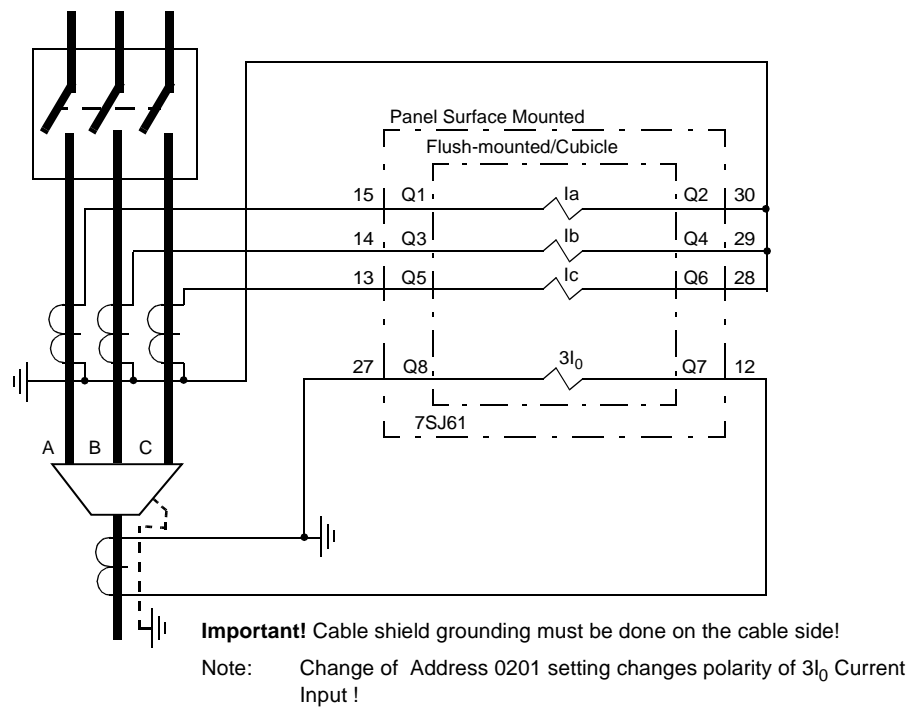 Panel Surface Mounted
Flush-mounted/Cubicle
15 Q1 Ia Q2 30
14 Q3 Ib Q4 29
13 Q5 Ic Q6 28
27 Q8 3I0 Q7 12
7SJ61
A B C
Important! Cable shield grounding must be done on the cable side!
Note: Change of Address 0201 setting changes polarity of 3I0 Current
Input !